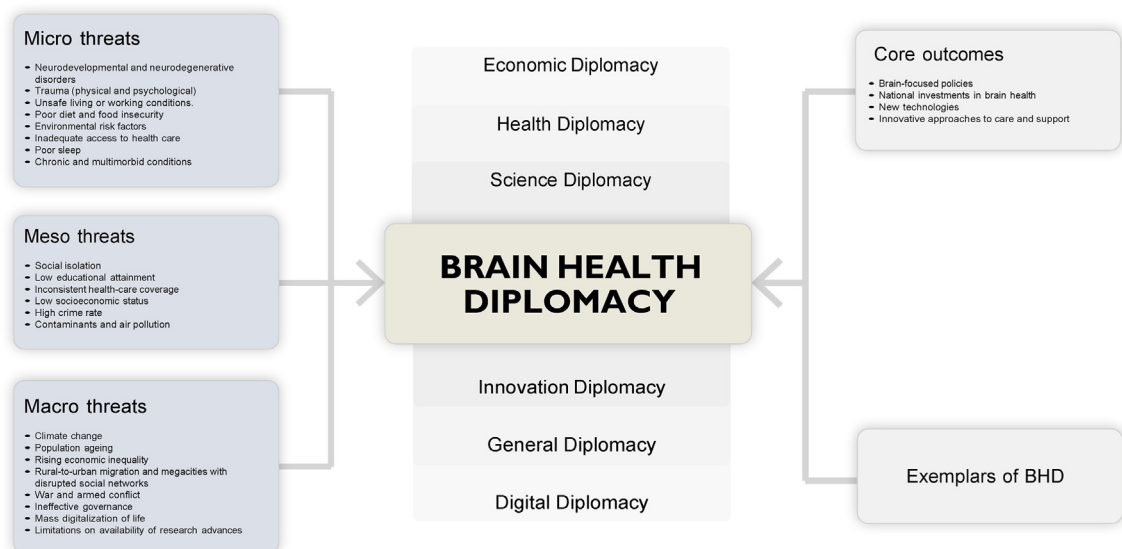 Micro threats
Neurodevelopmental and neurodegenerative
disorders
Trauma (physical and psychological)
Unsafe living or working conditions.
Poor diet and food insecurity
Environmental risk factors
Inadequate access to health care
Poor sleep
Chronic and multimorbid conditions
Meso threats
Social isolation
Low educational attainment
Inconsistent health-care coverage
Low socioeconomic status
High crime rate
Contaminants and air pollution
Macro threats
Climate change
Population ageing
Rising economic inequality
Rural-to-urban migration and megacities with
disrupted social networks
War and armed conflict
Ineffective governance
Mass digitalization of life
Limitations on availability of research advances
Economic Diplomacy
Health Diplomacy
Science Diplomacy
BRAIN HEALTH
DIPLOMACY
Innovation Diplomacy
General Diplomacy
Digital Diplomacy
Core outcomes
Brain-focused policies
National investments in brain health
New technologies
Innovative approaches to care and support
Exemplars of BHD